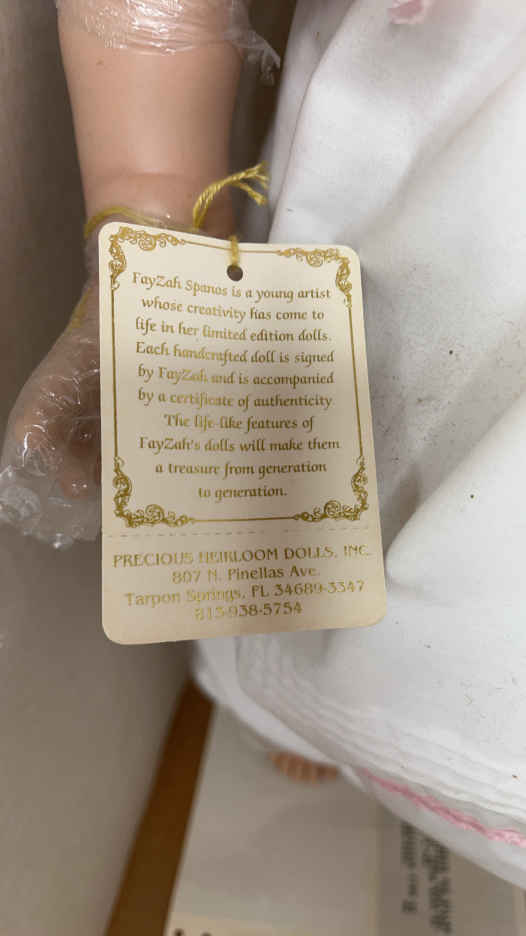 FayZah Spanos is a young artist
whose creativity has come to
life in her limited edition dolls.
Each handcrafted doll is signed
by FayZah and is accompanied
by a certificate of authenticity.
The life-like features of
FayZah's dolls will make them
a treasure from generation
to generation.
PRECIOUS HEIRLOOM DOLLS, INC.
807 N. Pinellas Ave.
Tarpon Springs, FL 34689-3347
813-938-5754